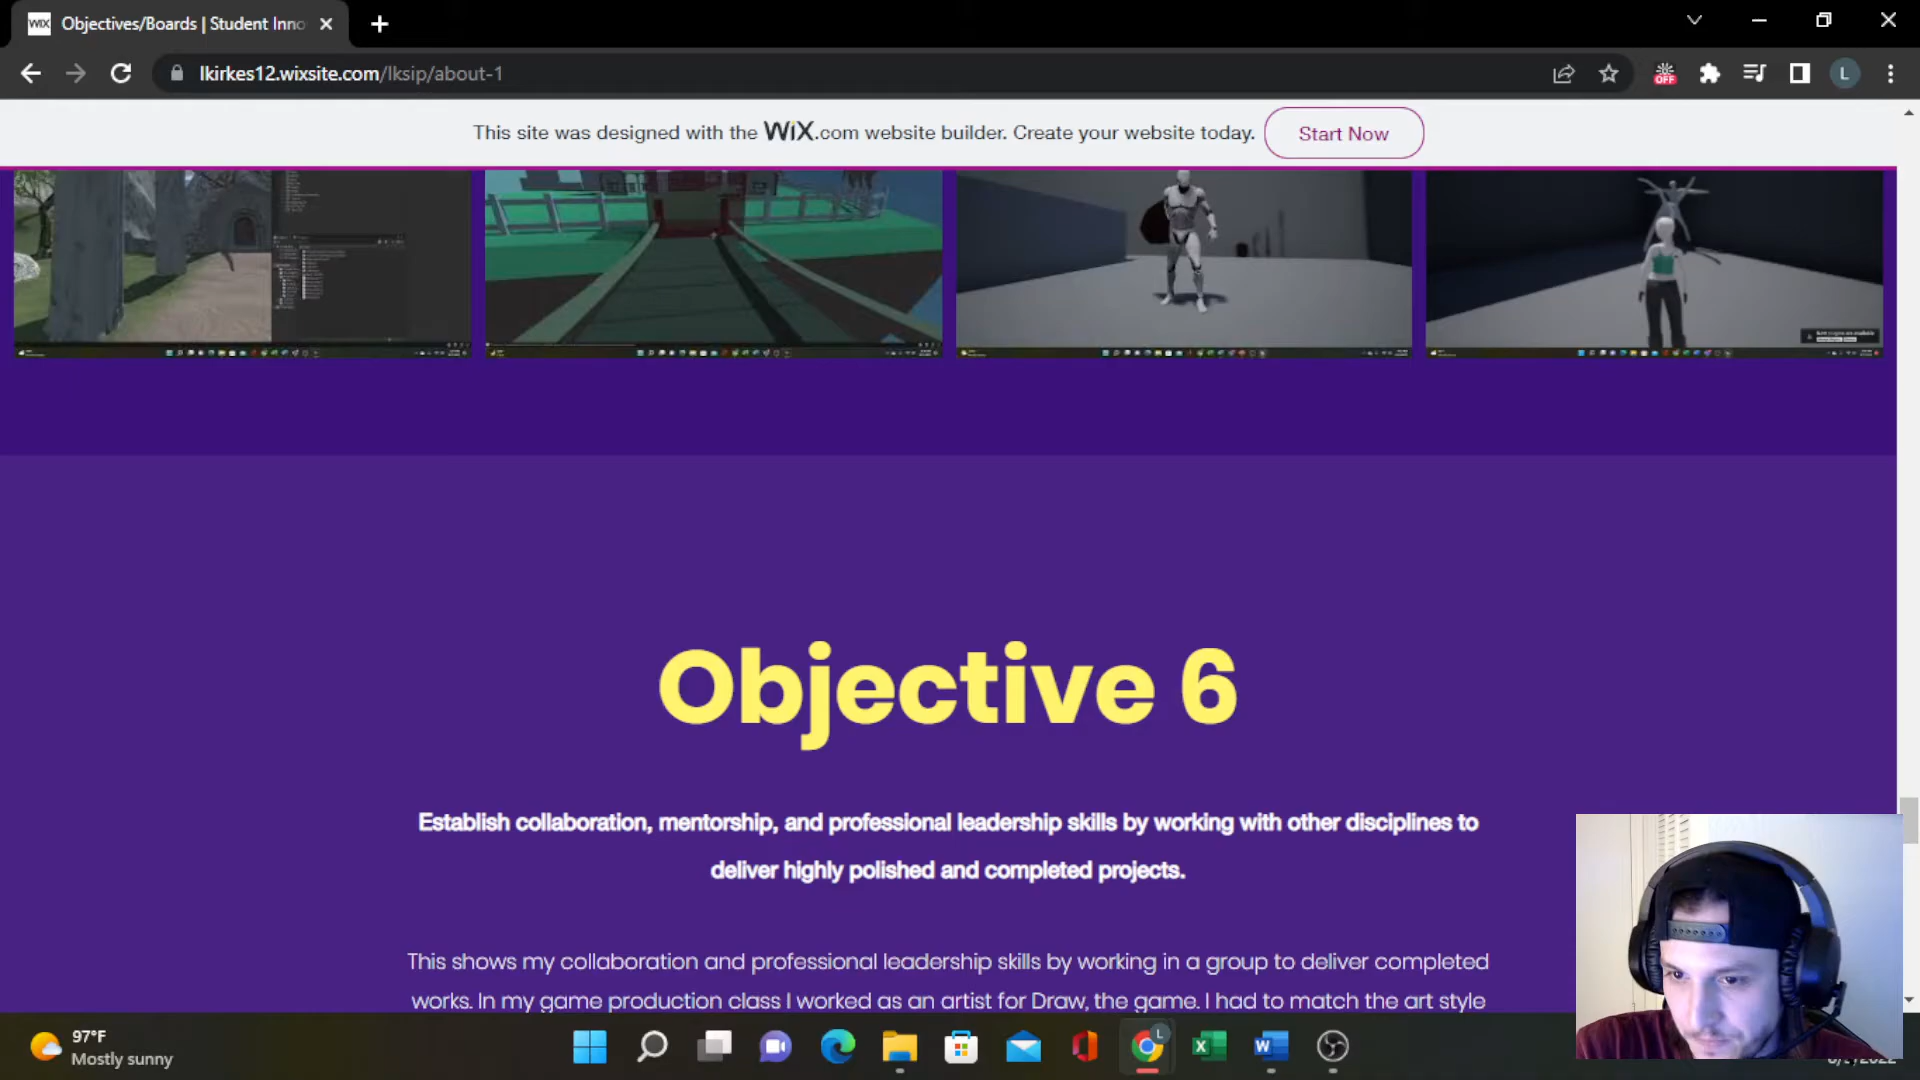 WiX Objectives/Boards | Student Inno
lkirkes12.wixsite.com/lksip/about-1
OFF
L
This site was designed with the WiX.com website builder. Create your website today. Start Now
Objective 6
Establish collaboration, mentorship, and professional leadership skills by working with other disciplines to
deliver highly polished and completed projects.
This shows my collaboration and professional leadership skills by working in a group to deliver completed
works. In my game production class I worked as an artist for Draw, the game. I had to match the art style
97°F
Mostly sunny